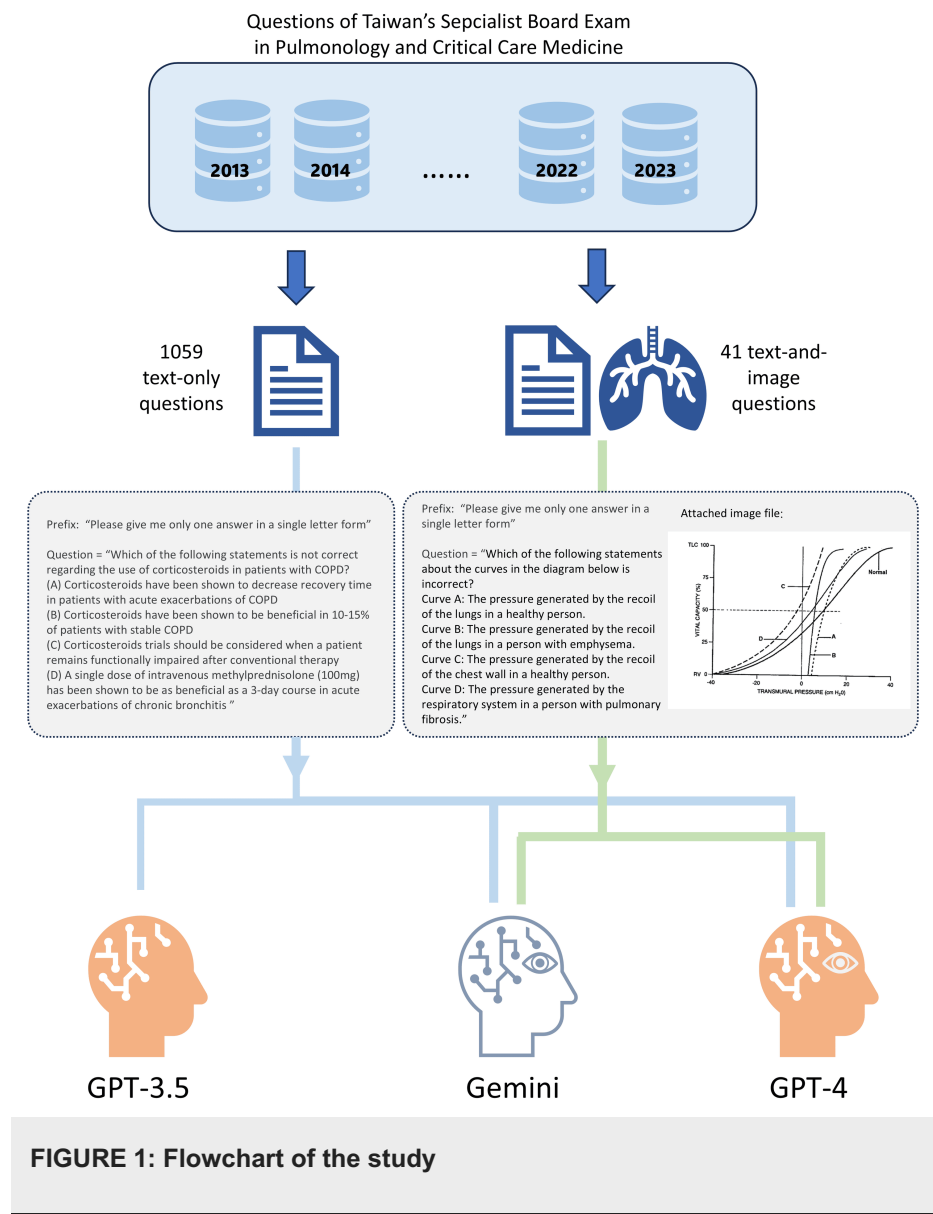 Questions of Taiwan's Sepcialist Board Exam
in Pulmonology and Critical Care Medicine
2013
2014
......
2022
2023
1059
text-only
questions
41 text-and-
image
questions
Prefix: “Please give me only one answer in a single letter form”
Question = “Which of the following statements is not correct
regarding the use of corticosteroids in patients with COPD?
(A) Corticosteroids have been shown to decrease recovery time
in patients with acute exacerbations of COPD
(B) Corticosteroids have been shown to be beneficial in 10-15%
of patients with stable COPD
(C) Corticosteroids trials should be considered when a patient
remains functionally impaired after conventional therapy
(D) A single dose of intravenous methylprednisolone (100mg)
has been shown to be as beneficial as a 3-day course in acute
exacerbations of chronic bronchitis ”
Prefix: “Please give me only one answer in a
single letter form”
Question = “Which of the following statements
about the curves in the diagram below is
incorrect?
Curve A: The pressure generated by the recoil
of the lungs in a healthy person.
Curve B: The pressure generated by the recoil
of the lungs in a person with emphysema.
Curve C: The pressure generated by the recoil
of the chest wall in a healthy person.
Curve D: The pressure generated by the
respiratory system in a person with pulmonary
fibrosis.”
Attached image file:
TLC 100
75
50
25
RV 0
VITAL CAPACITY (%)
Normal
C
D
A
B
-40
-20
0
20
40
TRANSMURAL PRESSURE (cm H₂0)
GPT-3.5
Gemini
GPT-4
FIGURE 1: Flowchart of the study